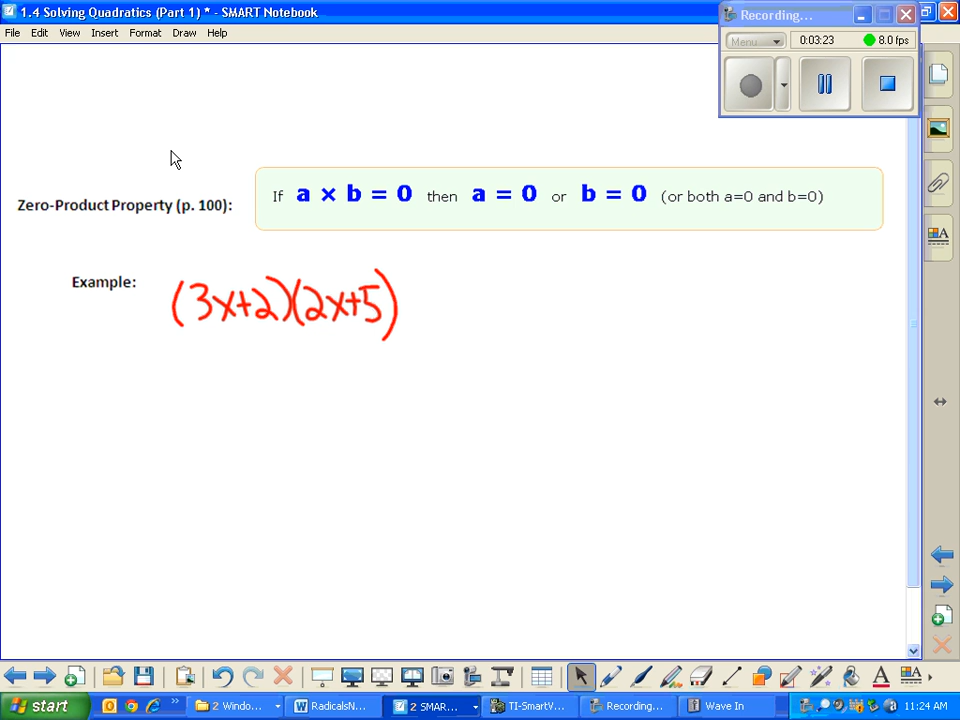 1.4 Solving Quadratics (Part 1) * - SMART Notebook
Recording...
File Edit View Insert Format Draw Help
Menu 0:03:23 8.0 fps
Zero-Product Property (p. 100): If a × b = 0 then a = 0 or b = 0 (or both a=0 and b=0)
Example: (3x+2)(2x+5)
start 2 Windo... RadicalsN... 2 SMAR... TI-SmartV... Recording... Wave In 11:24 AM